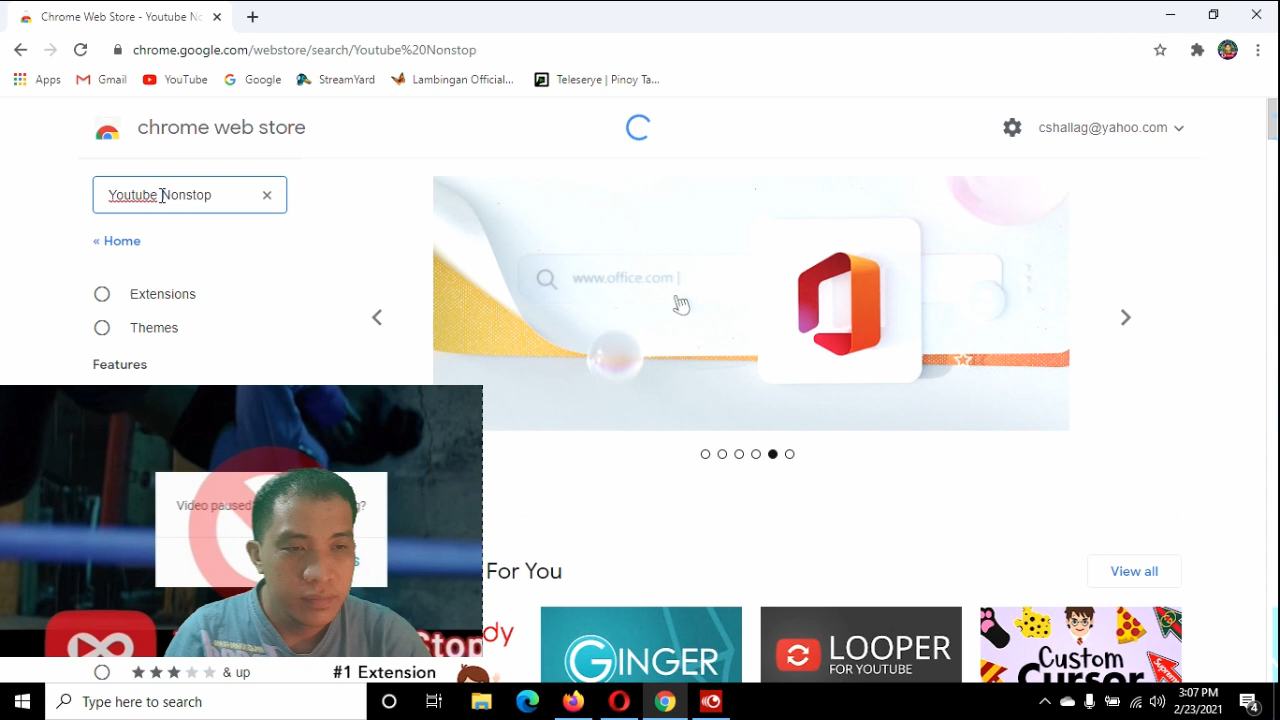 Chrome Web Store - Youtube No
chrome.google.com/webstore/search/Youtube%20Nonstop
Apps Gmail YouTube Google StreamYard Lambingan Official... Teleserye | Pinoy Ta...
chrome web store
cshallag@yahoo.com
Youtube Nonstop
« Home
Extensions
Themes
Features
www.office.com |
Video paused
For You
View all
GINGER
LOOPER
FOR YOUTUBE
Custom
Cursor
& up
#1 Extension
Type here to search
3:07 PM
2/23/2021
4